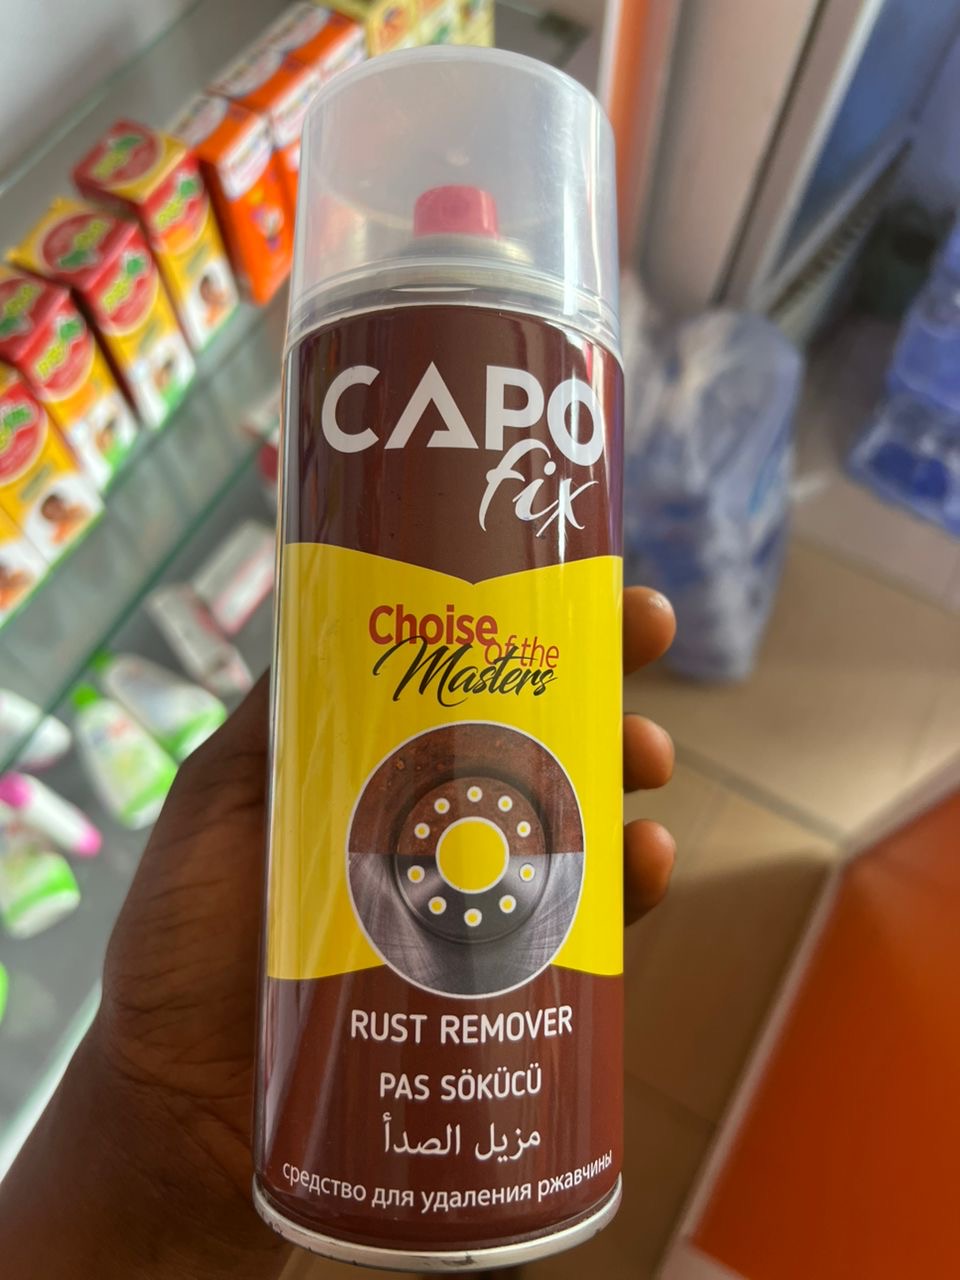 CAPO
fix
Choise
of the
Masters
RUST REMOVER
PAS SÖKÜCÜ
مزيل الصدأ
средство для удаления ржавчины